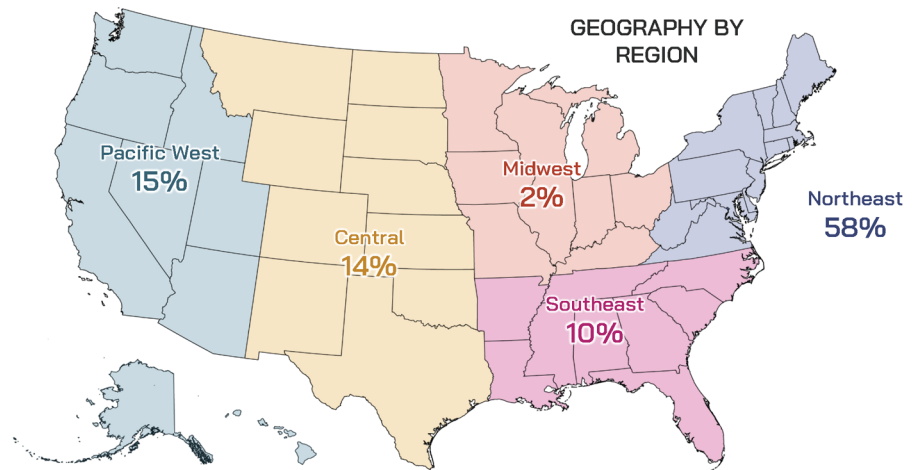 GEOGRAPHY BY
REGION
Pacific West
15%
Central
14%
Midwest
2%
Southeast
10%
Northeast
58%